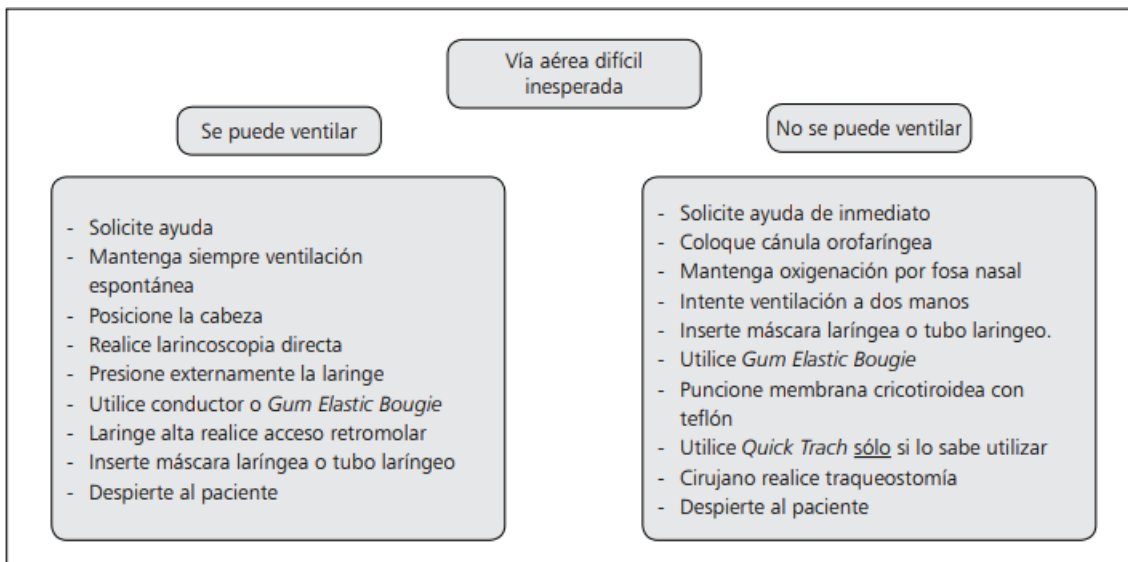 Vía aérea difícil
inesperada
Se puede ventilar
- Solicite ayuda
- Mantenga siempre ventilación
espontánea
- Posicione la cabeza
- Realice larincoscopia directa
- Presione externamente la laringe
- Utilice conductor o Gum Elastic Bougie
- Laringe alta realice acceso retromolar
- Inserte máscara laríngea o tubo laríngeo
- Despierte al paciente
No se puede ventilar
- Solicite ayuda de inmediato
- Coloque cánula orofaríngea
- Mantenga oxigenación por fosa nasal
- Intente ventilación a dos manos
- Inserte máscara laríngea o tubo laringeo.
- Utilice Gum Elastic Bougie
- Puncione membrana cricotiroidea con
teflón
- Utilice Quick Trach sólo si lo sabe utilizar
- Cirujano realice traqueostomía
- Despierte al paciente